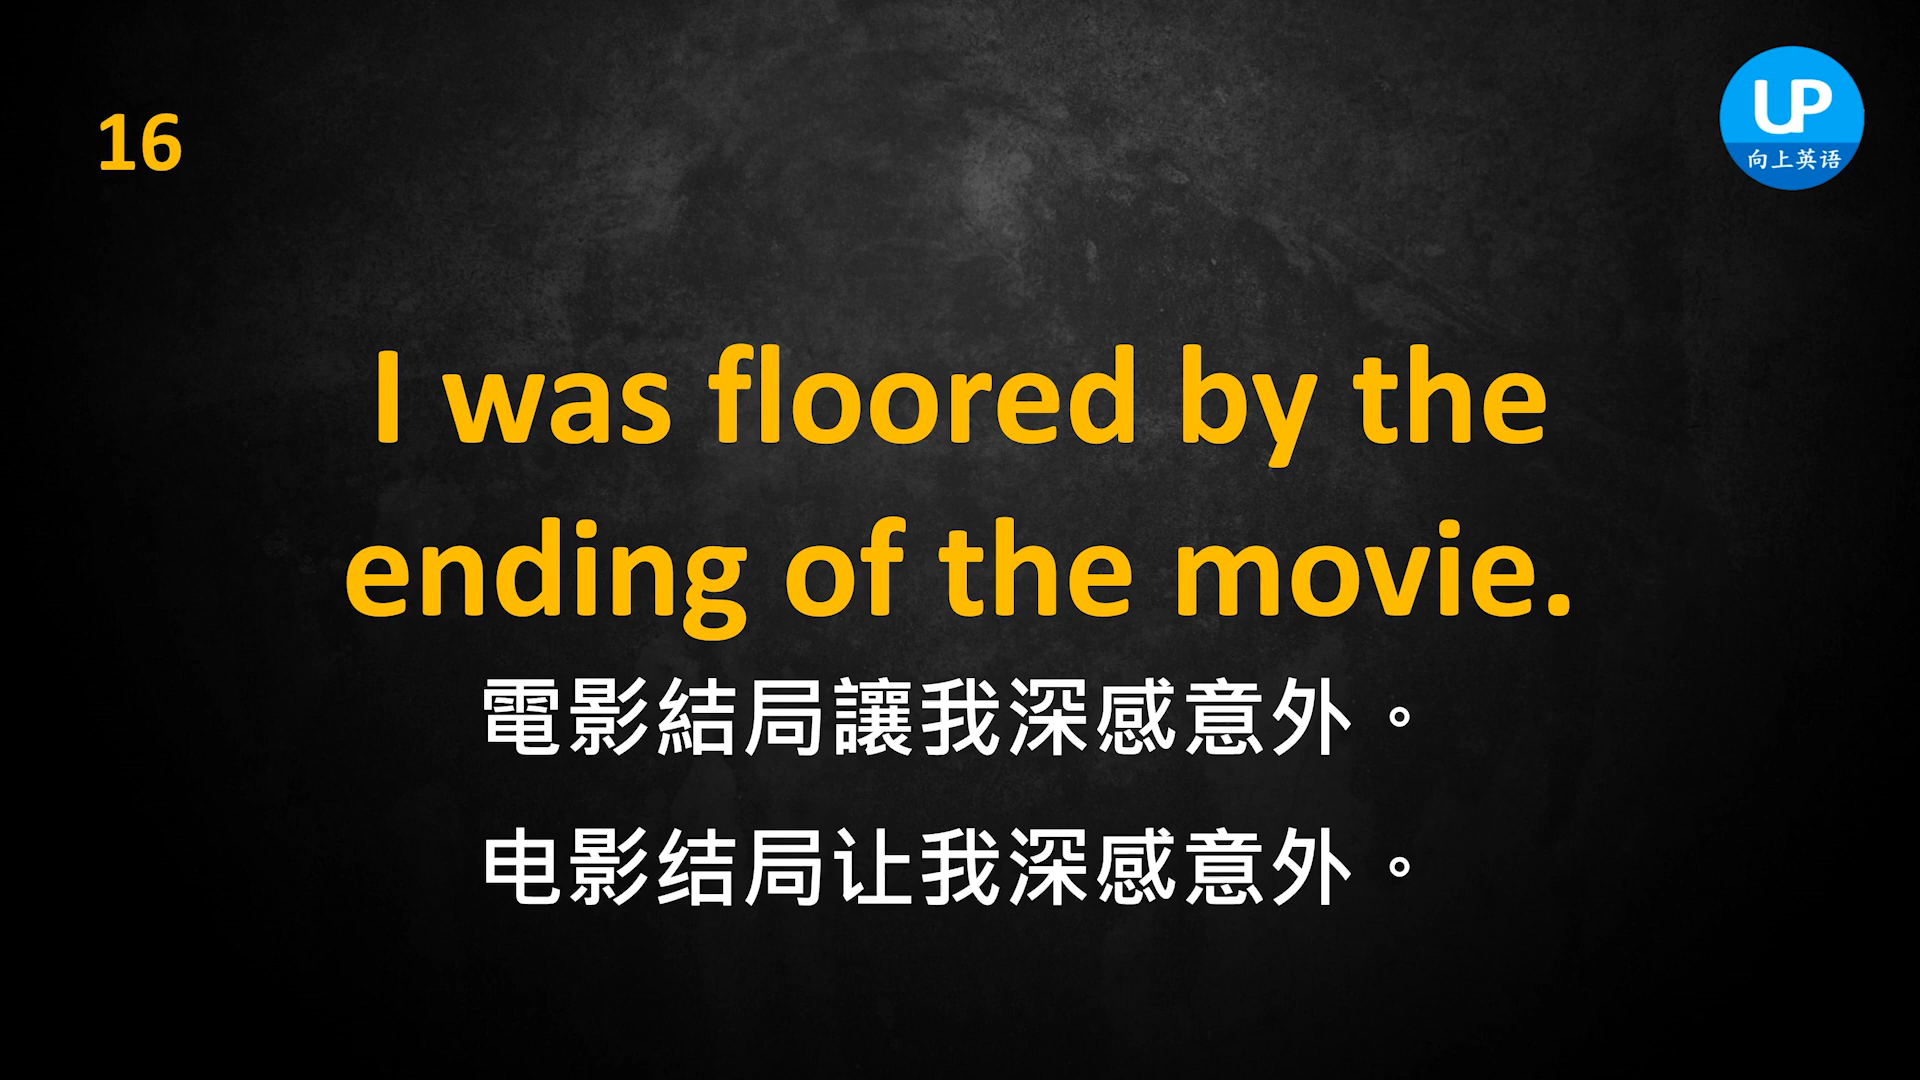 16
UP
向上英语
I was floored by the
ending of the movie.
電影結局讓我深感意外。
电影结局让我深感意外。